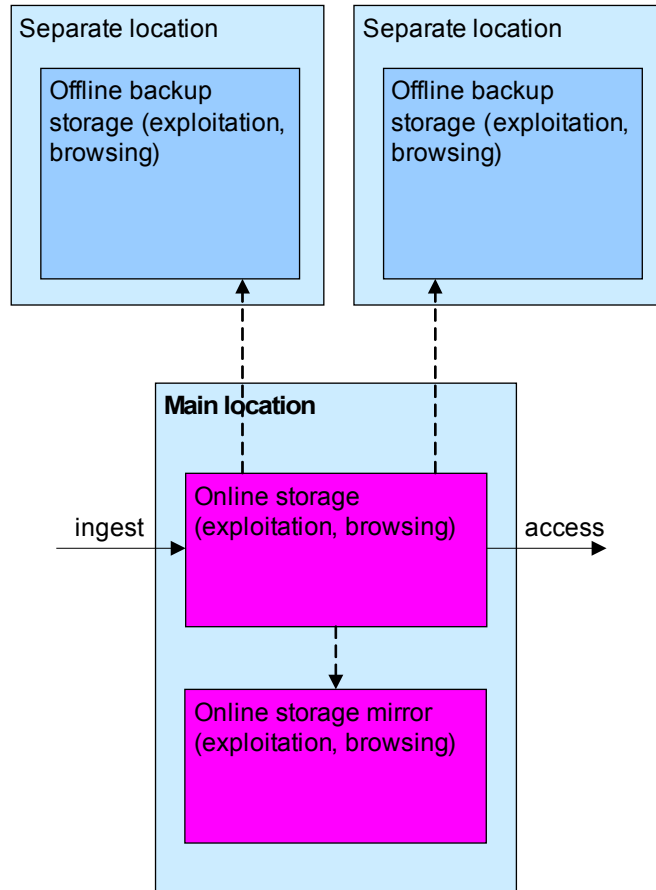 Separate location
Offline backup
storage (exploitation,
browsing)
Separate location
Offline backup
storage (exploitation,
browsing)
Main location
Online storage
(exploitation, browsing)
ingest
access
Online storage mirror
(exploitation, browsing)